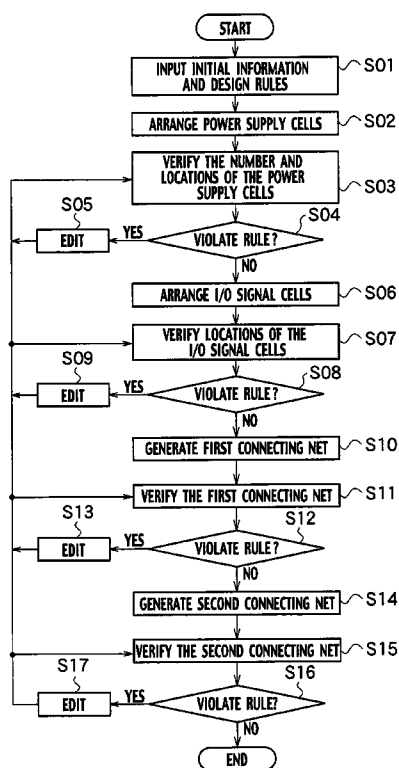 START
INPUT INITIAL INFORMATION
AND DESIGN RULES
S01
ARRANGE POWER SUPPLY CELLS
S02
VERIFY THE NUMBER AND
LOCATIONS OF THE POWER
SUPPLY CELLS
S03
S05
EDIT
YES
VIOLATE RULE?
S04
NO
ARRANGE I/O SIGNAL CELLS
S06
VERIFY LOCATIONS OF THE
I/O SIGNAL CELLS
S07
S09
EDIT
YES
VIOLATE RULE?
S08
NO
GENERATE FIRST CONNECTING NET
S10
VERIFY THE FIRST CONNECTING NET
S11
S13
EDIT
YES
VIOLATE RULE?
S12
NO
GENERATE SECOND CONNECTING NET
S14
VERIFY THE SECOND CONNECTING NET
S15
S17
EDIT
YES
VIOLATE RULE?
S16
NO
END